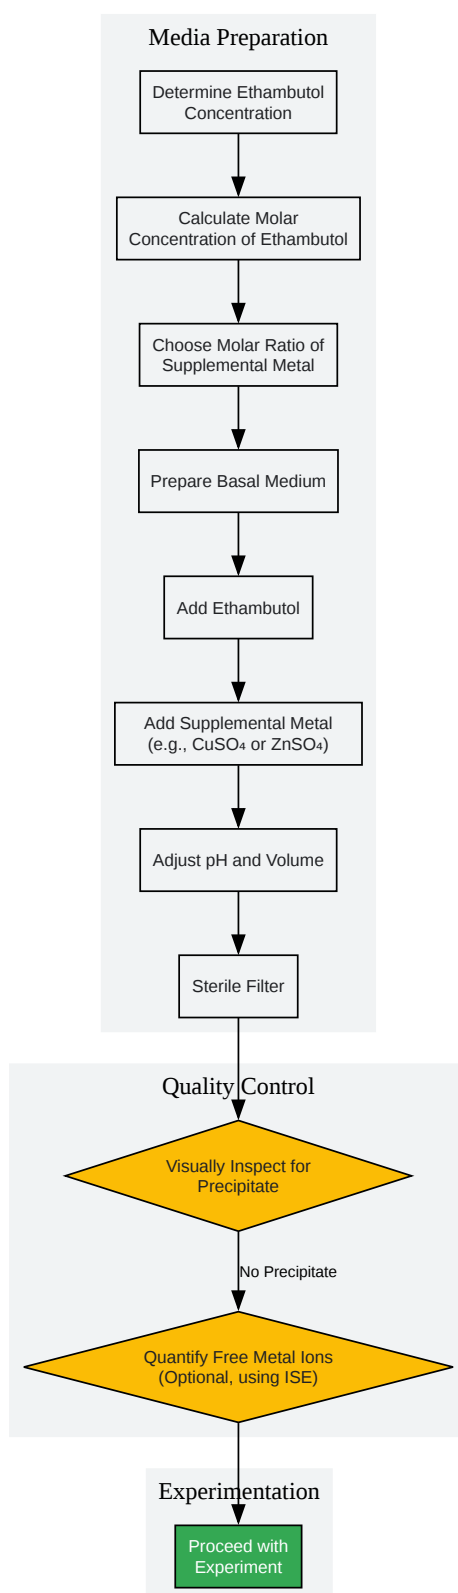 Media Preparation
Determine Ethambutol
Concentration
Calculate Molar
Concentration of Ethambutol
Choose Molar Ratio of
Supplemental Metal
Prepare Basal Medium
Add Ethambutol
Add Supplemental Metal
(e.g., CuSO₄ or ZnSO₄)
Adjust pH and Volume
Sterile Filter
Quality Control
Visually Inspect for
Precipitate
No Precipitate
Quantify Free Metal Ions
(Optional, using ISE)
Experimentation
Proceed with
Experiment